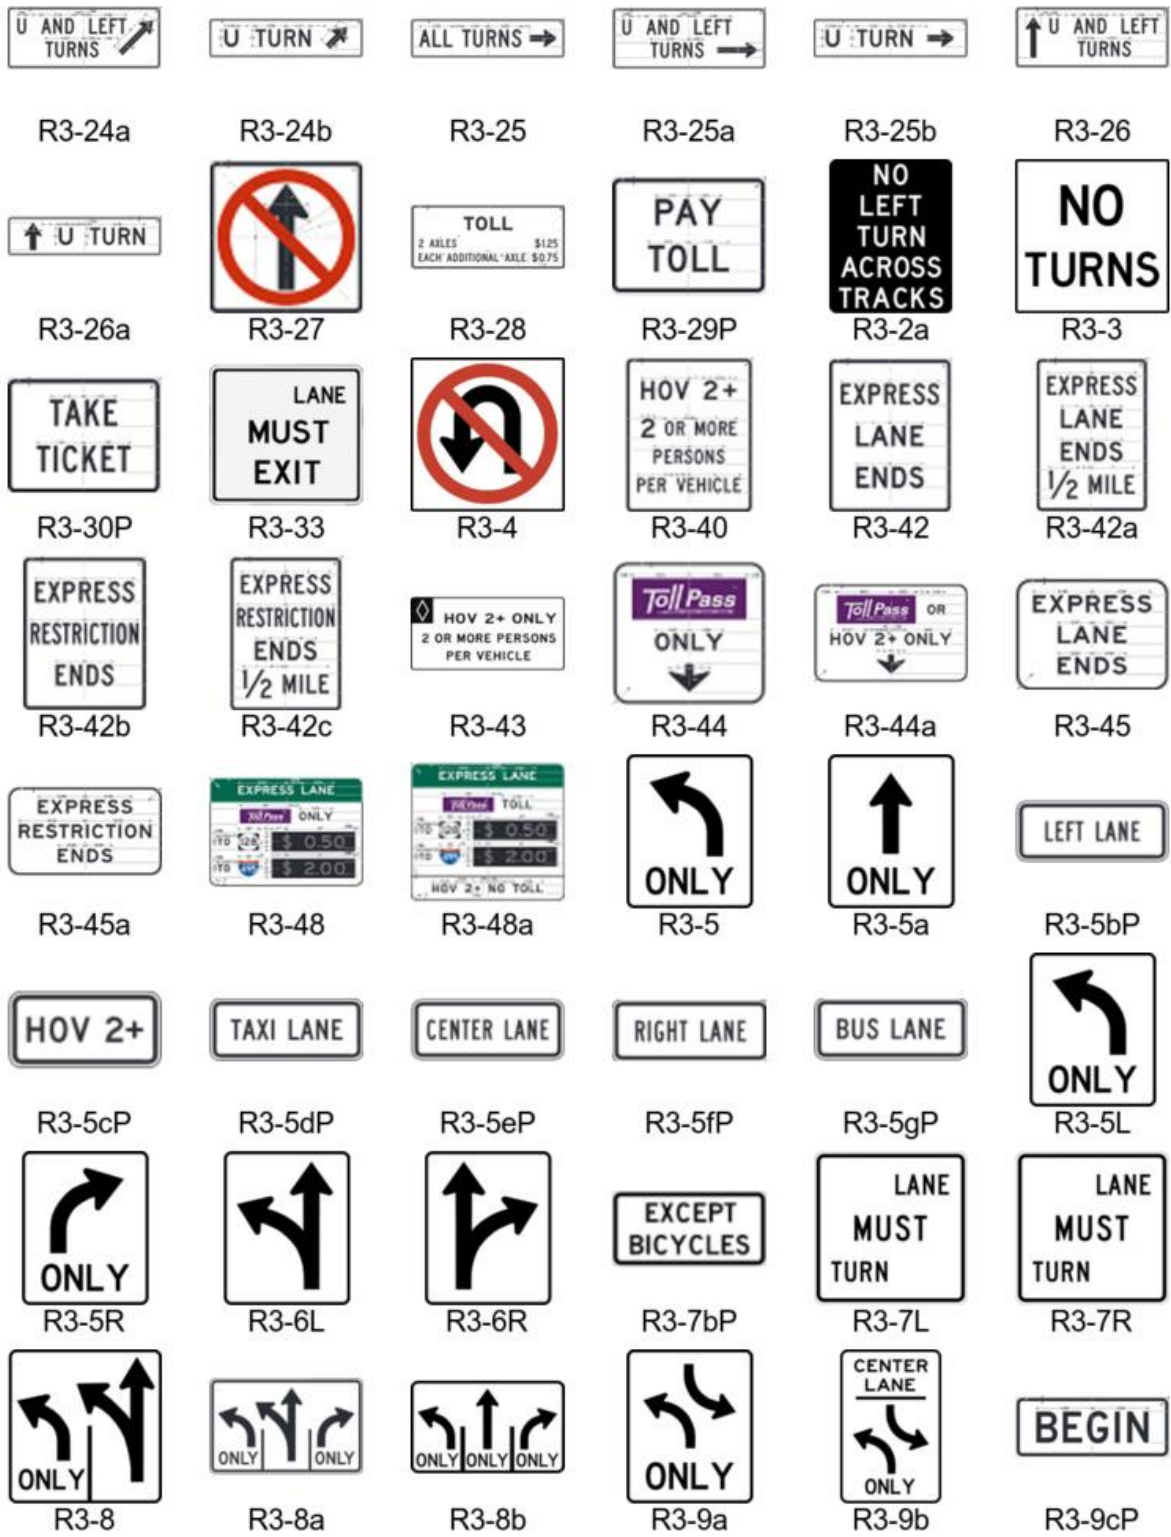 U AND LEFT
TURNS
U TURN
ALL TURNS
U AND LEFT
TURNS
U TURN
U AND LEFT
TURNS
R3-24a
R3-24b
R3-25
R3-25a
R3-25b
R3-26
U TURN
TOLL
2 AXLES $1.25
EACH ADDITIONAL AXLE $0.75
PAY
TOLL
NO
LEFT
TURN
ACROSS
TRACKS
NO
TURNS
R3-26a
R3-27
R3-28
R3-29P
R3-2a
R3-3
TAKE
TICKET
LANE
MUST
EXIT
HOV 2+
2 OR MORE
PERSONS
PER VEHICLE
EXPRESS
LANE
ENDS
EXPRESS
LANE
ENDS
1/2 MILE
R3-30P
R3-33
R3-4
R3-40
R3-42
R3-42a
EXPRESS
RESTRICTION
ENDS
EXPRESS
RESTRICTION
ENDS
1/2 MILE
HOV 2+ ONLY
2 OR MORE PERSONS
PER VEHICLE
Toll Pass
ONLY
Toll Pass OR
HOV 2+ ONLY
EXPRESS
LANE
ENDS
R3-42b
R3-42c
R3-43
R3-44
R3-44a
R3-45
EXPRESS
RESTRICTION
ENDS
EXPRESS LANE
Toll Pass ONLY
$ 0.50
$ 2.00
EXPRESS LANE
Toll Pass TOLL
$ 0.50
$ 2.00
HOV 2+ NO TOLL
ONLY
ONLY
LEFT LANE
R3-45a
R3-48
R3-48a
R3-5
R3-5a
R3-5bP
HOV 2+
TAXI LANE
CENTER LANE
RIGHT LANE
BUS LANE
ONLY
R3-5cP
R3-5dP
R3-5eP
R3-5fP
R3-5gP
R3-5L
ONLY
EXCEPT
BICYCLES
LANE
MUST
TURN
LANE
MUST
TURN
R3-5R
R3-6L
R3-6R
R3-7bP
R3-7L
R3-7R
ONLY
ONLY ONLY
ONLY ONLY ONLY
ONLY
CENTER
LANE
ONLY
BEGIN
R3-8
R3-8a
R3-8b
R3-9a
R3-9b
R3-9cP